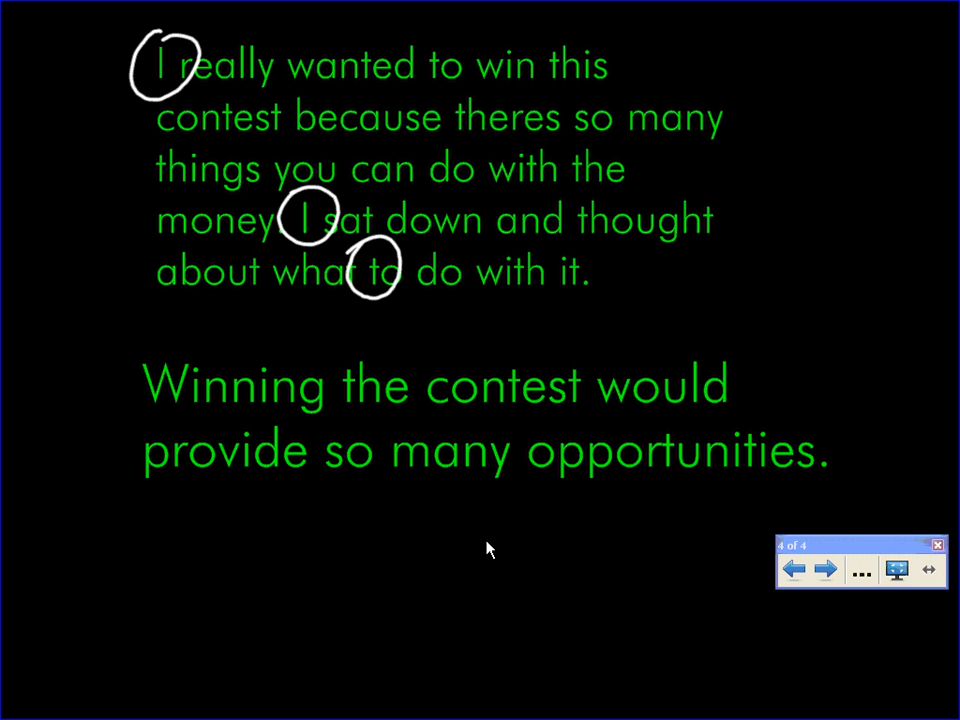 I really wanted to win this
contest because theres so many
things you can do with the
money. I sat down and thought
about what to do with it.
Winning the contest would
provide so many opportunities.
4 of 4